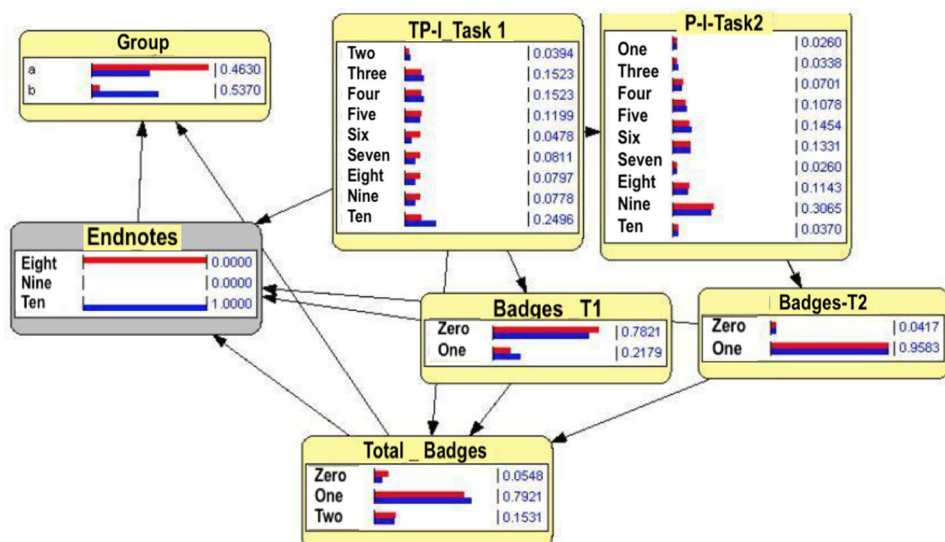 Group
a | 0.4630
b | 0.5370
TP-I_Task 1
Two | 0.0394
Three | 0.1523
Four | 0.1523
Five | 0.1199
Six | 0.0478
Seven | 0.0811
Eight | 0.0797
Nine | 0.0778
Ten | 0.2496
P-I-Task2
One | 0.0260
Three | 0.0338
Four | 0.0701
Five | 0.1078
Six | 0.1454
Seven | 0.1331
Eight | 0.0260
Nine | 0.1143
Ten | 0.3065
| 0.0370
Endnotes
Eight | 0.0000
Nine | 0.0000
Ten | 1.0000
Badges _T1
Zero | 0.7821
One | 0.2179
Badges-T2
Zero | 0.0417
One | 0.9583
Total _ Badges
Zero | 0.0548
One | 0.7921
Two | 0.1531